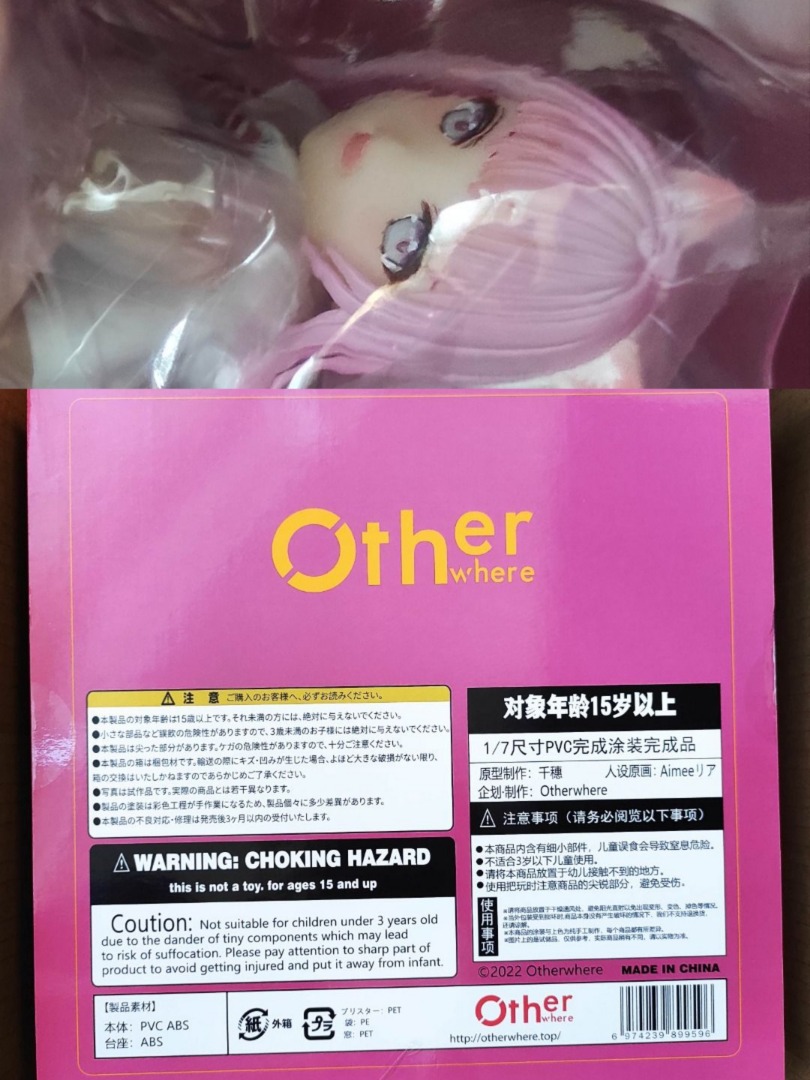 Other
where
⚠ 注 意 ご購入のお客様へ、必ずお読みください。
●本製品の対象年齢は15歳以上です。それ未満の方には、絶対に与えないでください。
●小さな部品など誤飲の危険性がありますので、3歳未満のお子様には絶対に与えないでください。
●本製品は尖った部分があります。ケガの危険性がありますので、十分ご注意ください。
●本製品の箱は梱包材です。輸送の際にキズ・凹みが生じた場合、よほど大きな破損がない限り、
箱の交換はいたしかねますのであらかじめご了承ください。
●写真は試作品です。実際の商品とは若干異なります。
●製品の塗装は彩色工程が手作業になるため、製品個々に多少差異があります。
●本製品の不良対応・修理は発売後3ヶ月以内の受付いたします。
⚠ WARNING: CHOKING HAZARD
this is not a toy. for ages 15 and up
Coution: Not suitable for children under 3 years old
due to the dander of tiny components which may lead
to risk of suffocation. Please pay attention to sharp part of
product to avoid getting injured and put it away from infant.
对象年龄15岁以上
1/7尺寸PVC完成涂装完成品
原型制作：千穗 人设原画：Aimeeリア
企划·制作：Otherwhere
⚠ 注意事项（请务必阅览以下事项）
●本商品内含有细小部件，儿童误食会导致窒息危险。
●不适合3岁以下儿童使用。
●请将本商品放置于幼儿接触不到的地方。
●使用把玩时注意商品的尖锐部分，避免受伤。
使用事项
©2022 Otherwhere MADE IN CHINA
【製品素材】
本体：PVC ABS
台座：ABS
紙 外箱
プラ
ブリスター：PET
袋：PE
窓：PET
Other
where
http://otherwhere.top/
6 974239 899596